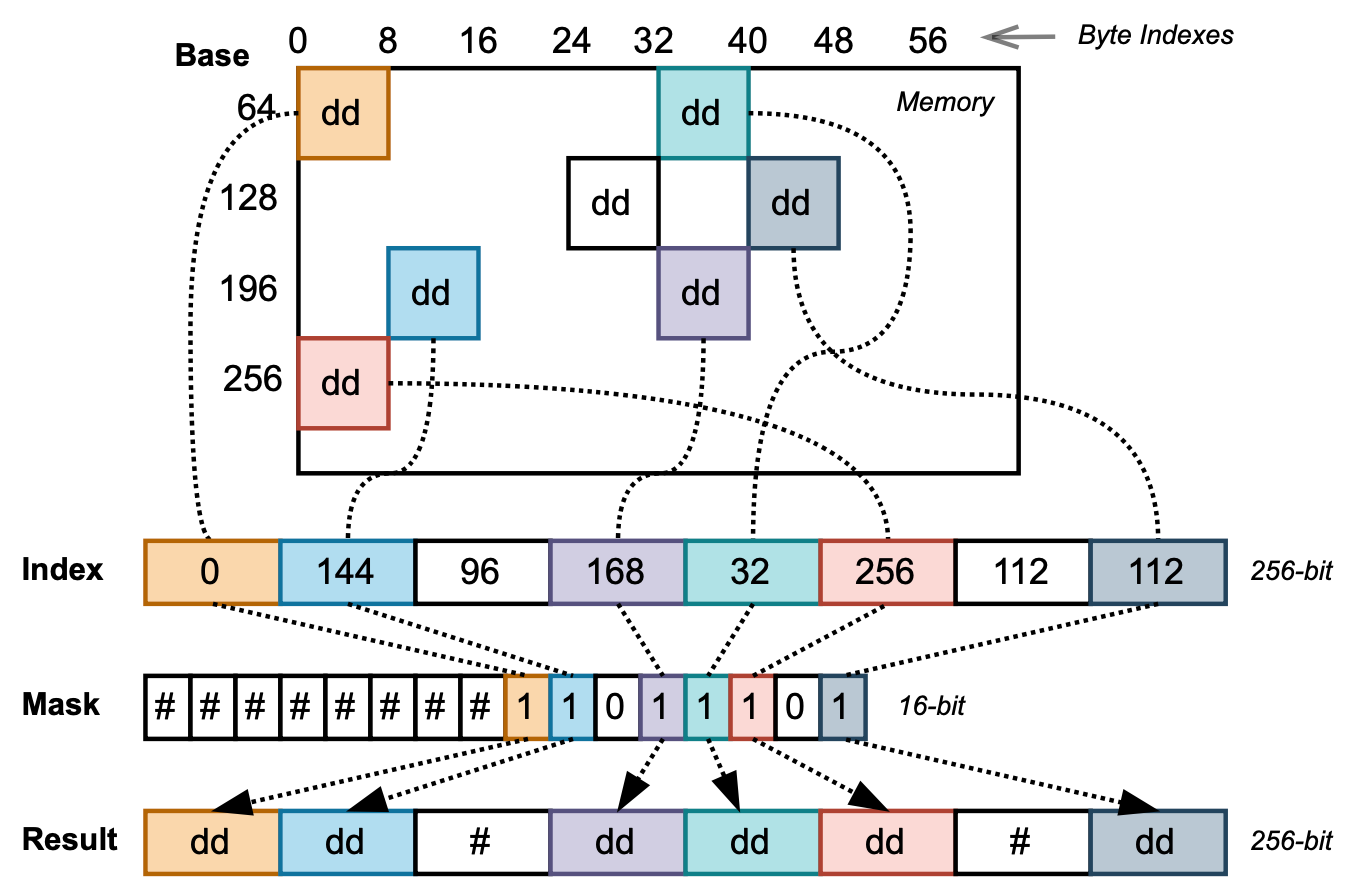 0 8 16 24 32 40 48 56 Byte Indexes
Base
64 dd dd Memory
128 dd dd
196 dd dd
256 dd
Index 0 144 96 168 32 256 112 112 256-bit
Mask # # # # # # # # 1 1 0 1 1 1 0 1 16-bit
Result dd dd # dd dd dd # dd 256-bit